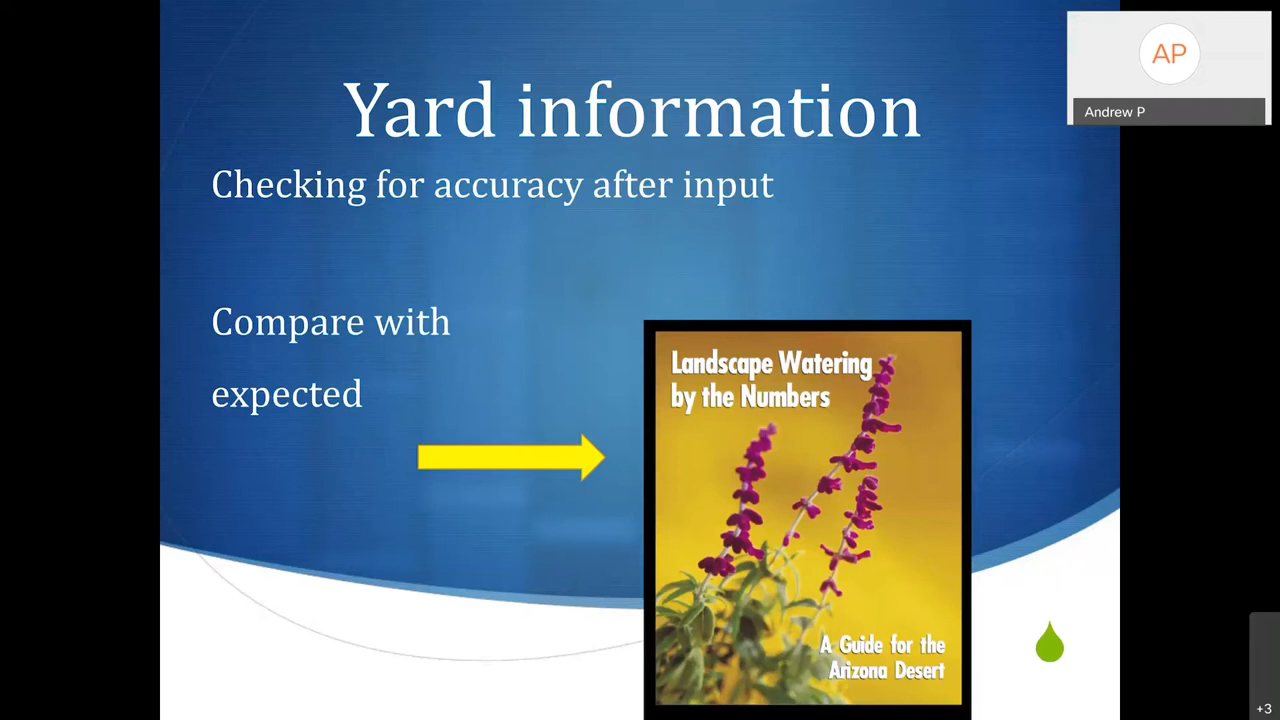 Yard information
Checking for accuracy after input
Compare with
expected
Landscape Watering
by the Numbers
A Guide for the
Arizona Desert
AP
Andrew P
+3